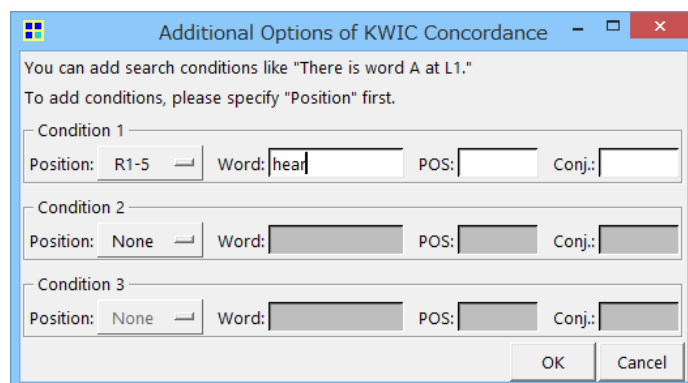 Additional Options of KWIC Concordance
You can add search conditions like "There is word A at L1."
To add conditions, please specify "Position" first.
Condition 1
Position: R1-5 Word: hear POS: Conj.:
Condition 2
Position: None Word: POS: Conj.:
Condition 3
Position: None Word: POS: Conj.:
OK Cancel